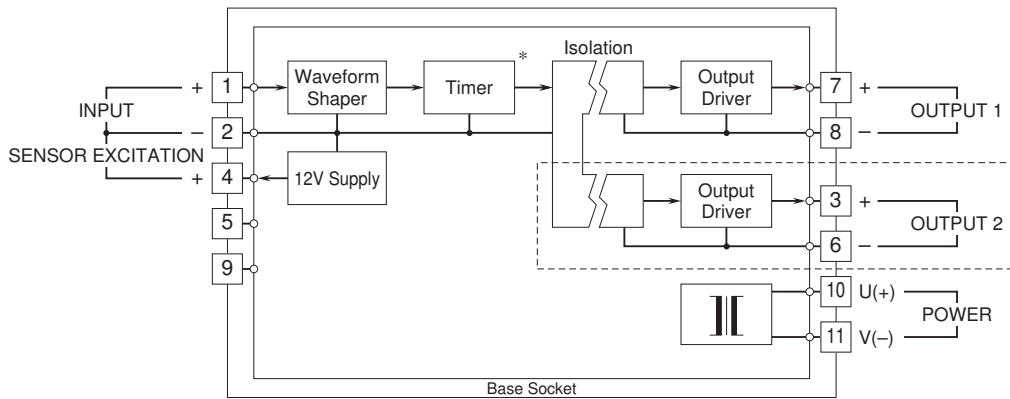 Isolation
Waveform
Shaper
Timer
*
Output
Driver
1
+
INPUT
2
–
SENSOR EXCITATION
4
+
12V Supply
5
9
7
+
OUTPUT 1
8
–
Output
Driver
3
+
OUTPUT 2
6
–
10
U(+)
POWER
11
V(–)
Base Socket